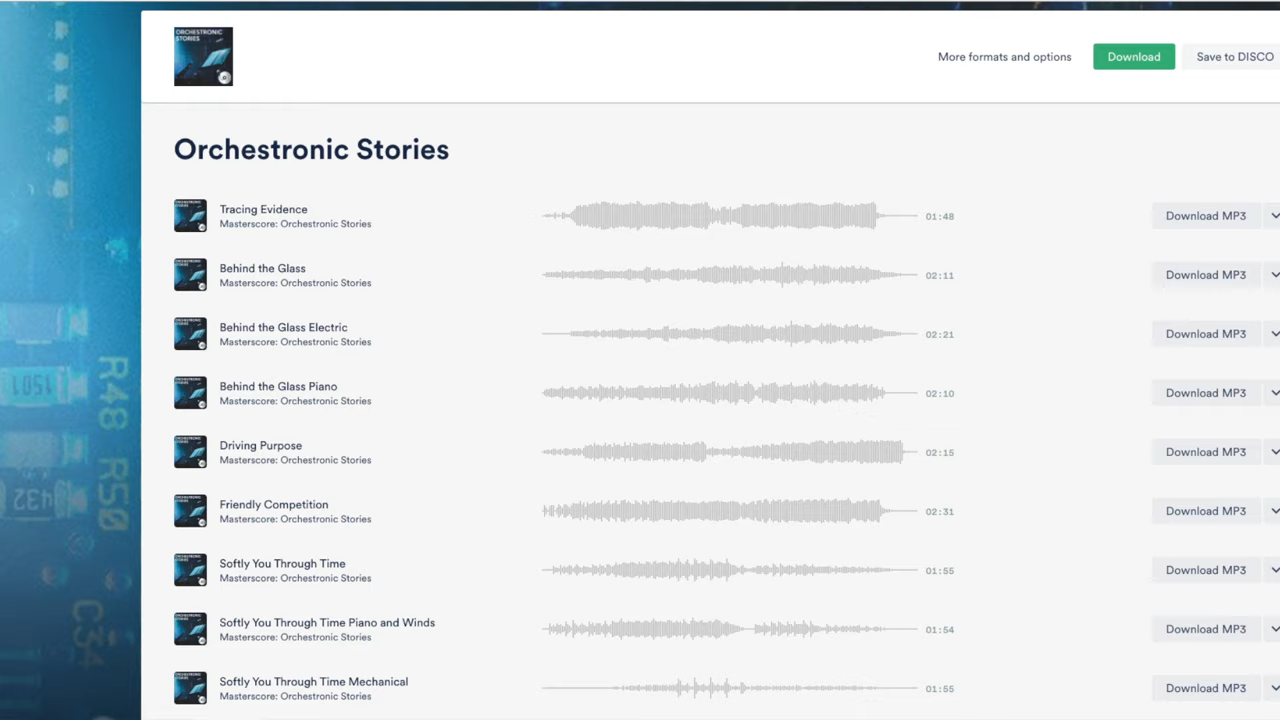 ORCHESTRONIC
STORIES
More formats and options
Download
Save to DISCO
Orchestronic Stories
Tracing Evidence
Masterscore: Orchestronic Stories
01:48
Download MP3
Behind the Glass
Masterscore: Orchestronic Stories
02:11
Download MP3
Behind the Glass Electric
Masterscore: Orchestronic Stories
02:21
Download MP3
Behind the Glass Piano
Masterscore: Orchestronic Stories
02:10
Download MP3
Driving Purpose
Masterscore: Orchestronic Stories
02:15
Download MP3
Friendly Competition
Masterscore: Orchestronic Stories
02:31
Download MP3
Softly You Through Time
Masterscore: Orchestronic Stories
01:55
Download MP3
Softly You Through Time Piano and Winds
Masterscore: Orchestronic Stories
01:54
Download MP3
Softly You Through Time Mechanical
Masterscore: Orchestronic Stories
01:55
Download MP3
R48
R50
1501
C34